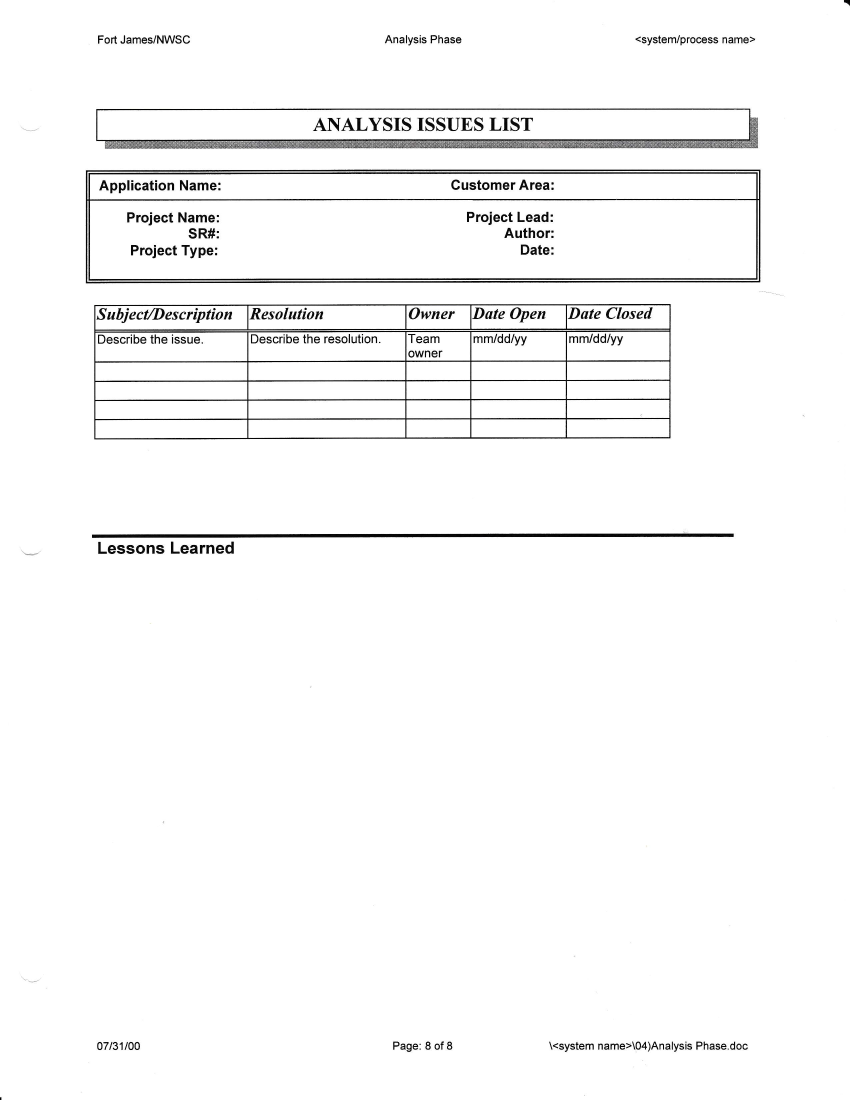 Fort James/NWSC Analysis Phase <system/process name>
ANALYSIS ISSUES LIST
Application Name: Customer Area:
Project Name: Project Lead:
SR#: Author:
Project Type: Date:
Subject/Description Resolution Owner Date Open Date Closed
Describe the issue. Describe the resolution. Team mm/dd/yy mm/dd/yy
owner
Lessons Learned
07/31/00 Page: 8 of 8 \<system name>\04)Analysis Phase.doc